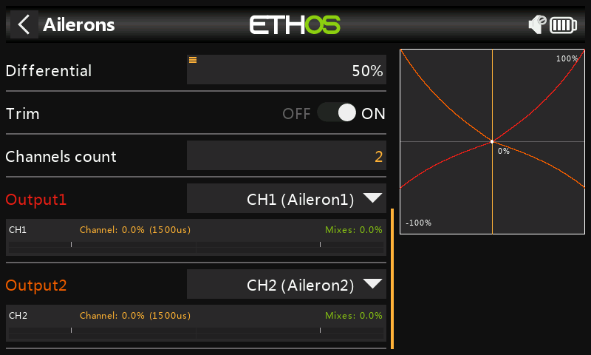 Ailerons
ETHOS
Differential
50%
Trim
OFF ON
Channels count
2
Output1
CH1 (Aileron1)
CH1 Channel: 0.0% (1500us) Mixes: 0.0%
Output2
CH2 (Aileron2)
CH2 Channel: 0.0% (1500us) Mixes: 0.0%
100%
0%
-100%